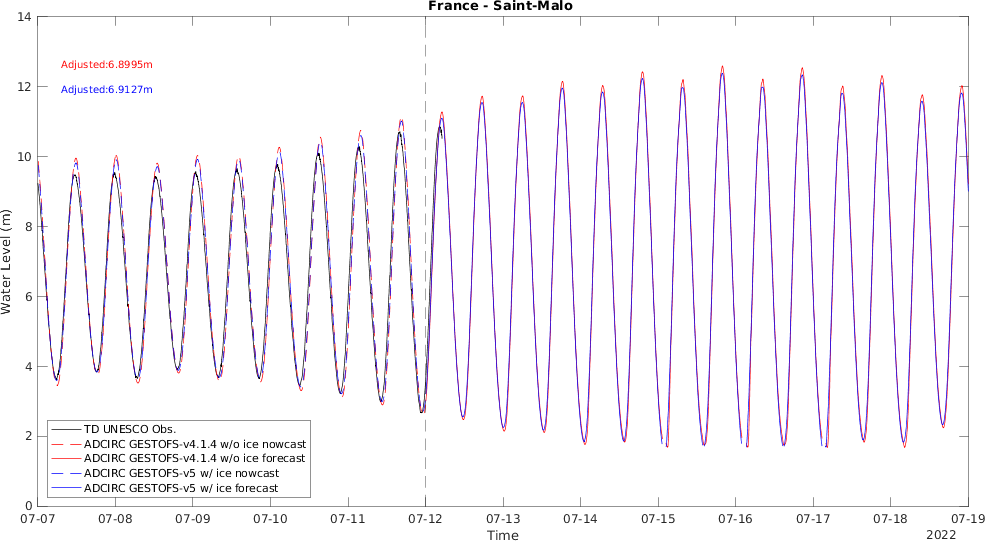 France - Saint-Malo
14
12
10
8
6
4
2
0
Water Level (m)
Adjusted:6.8995m
Adjusted:6.9127m
TD UNESCO Obs.
ADCIRC GESTOFS-v4.1.4 w/o ice nowcast
ADCIRC GESTOFS-v4.1.4 w/o ice forecast
ADCIRC GESTOFS-v5 w/ ice nowcast
ADCIRC GESTOFS-v5 w/ ice forecast
07-07 07-08 07-09 07-10 07-11 07-12 07-13 07-14 07-15 07-16 07-17 07-18 07-19
Time
2022